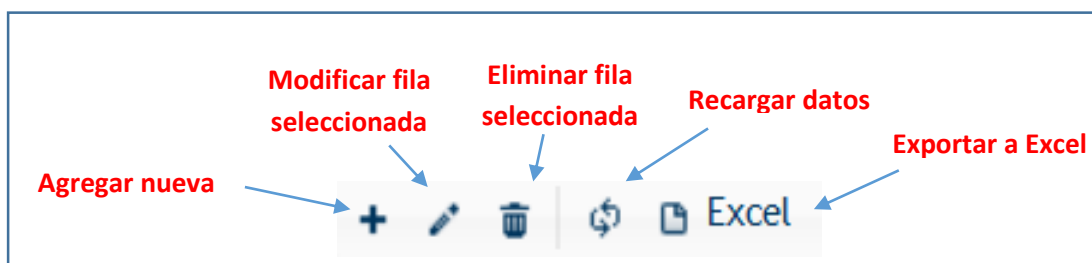 Modificar fila
seleccionada
Eliminar fila
seleccionada
Recargar datos
Exportar a Excel
Agregar nueva
Excel